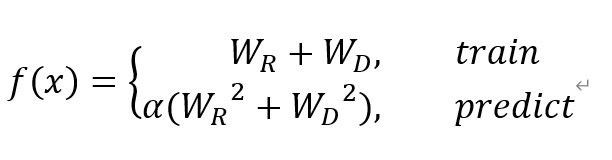 f(x) = { W_R + W_D, train
α(W_R² + W_D²), predict↵